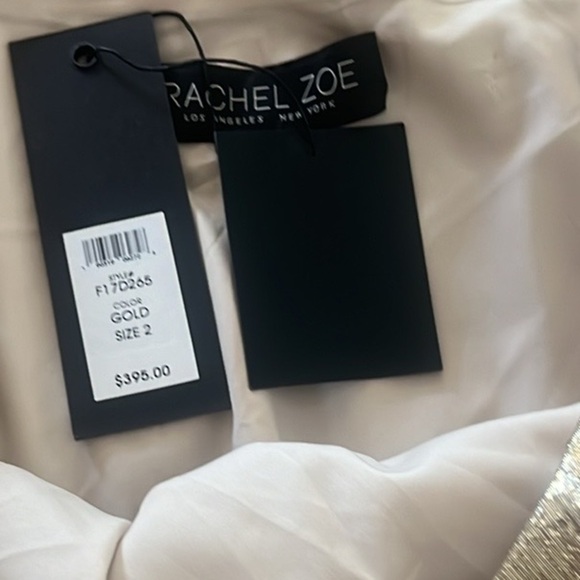 RACHEL ZOE
LOS ANGELES NEW YORK
STYLE#
F17D265
COLOR
GOLD
SIZE 2
$395.00